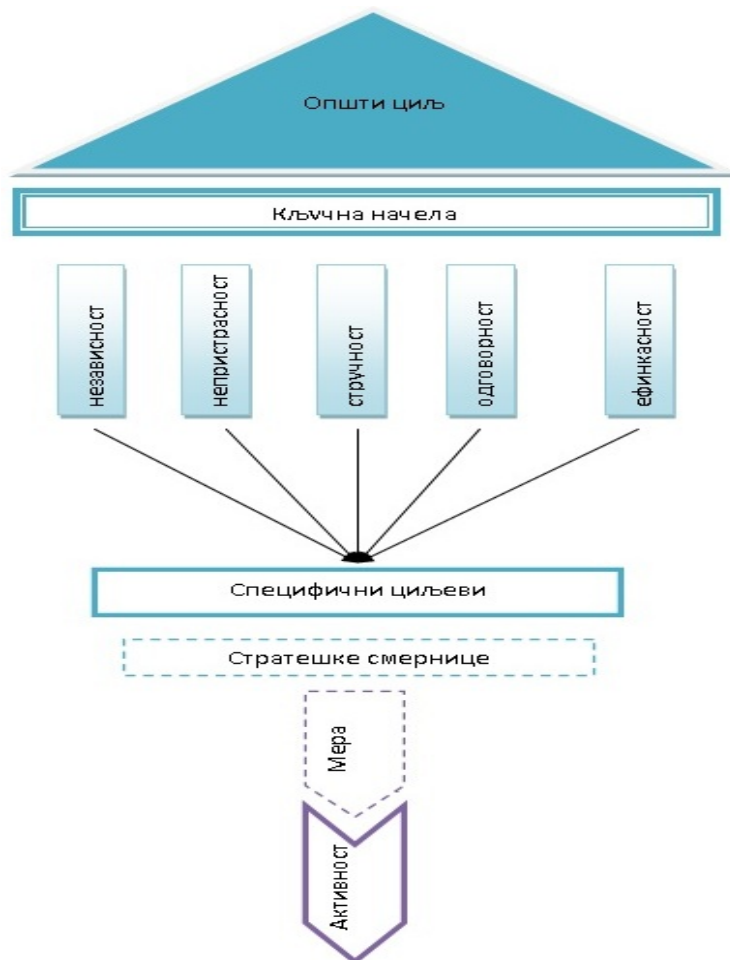 Општи циљ
Кључна начела
независност
непристрасност
стручност
одговорност
ефинкасност
Специфични циљеви
Стратешке смернице
Мера
Активност